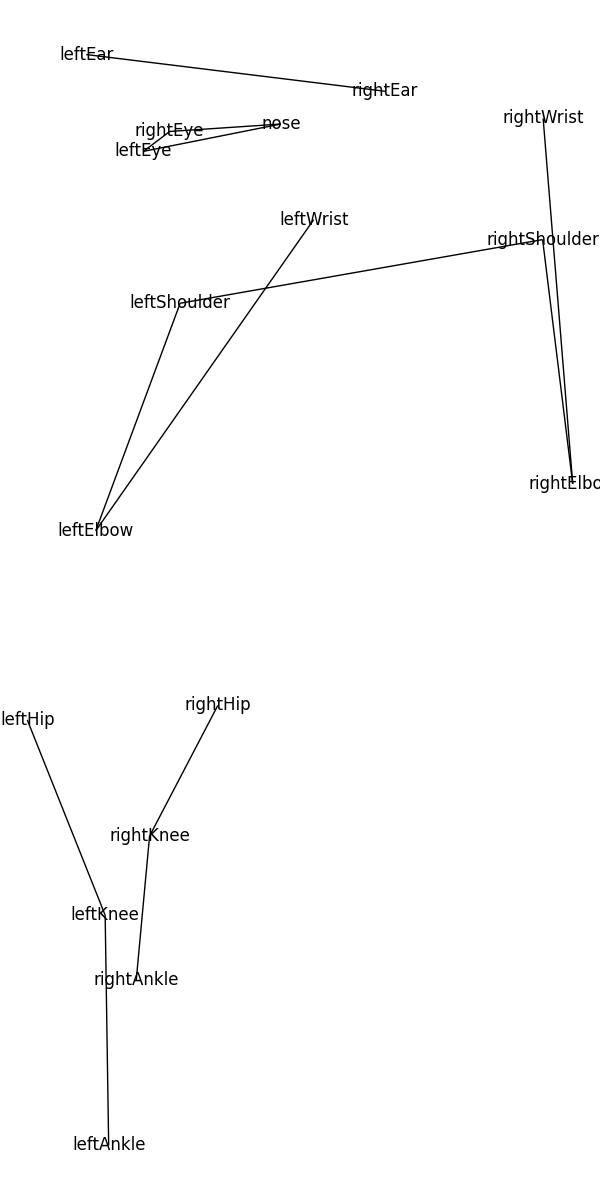 leftEar
rightEar
rightWrist
nose
rightEye
leftEye
leftWrist
rightShoulder
leftShoulder
rightElbo
leftElbow
rightHip
leftHip
rightKnee
leftKnee
rightAnkle
leftAnkle